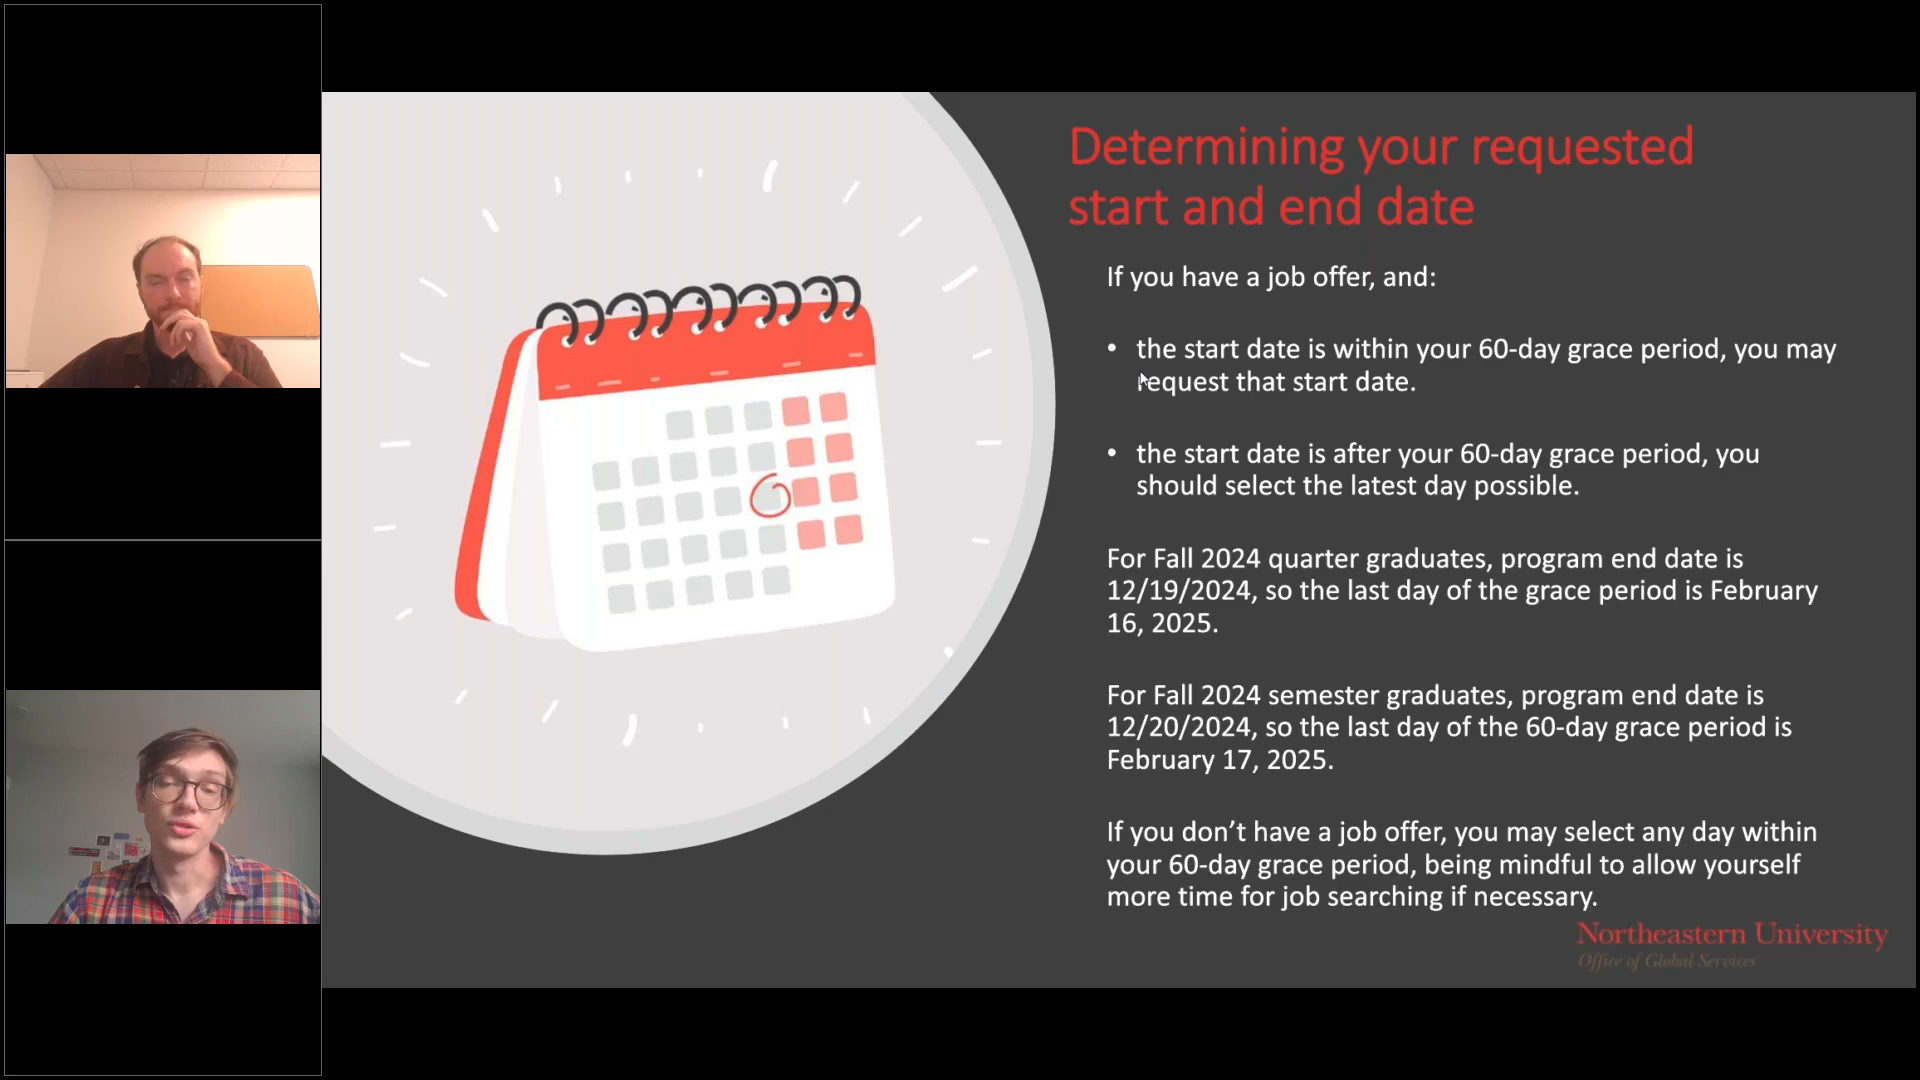 Determining your requested
start and end date
If you have a job offer, and:
• the start date is within your 60-day grace period, you may
request that start date.
• the start date is after your 60-day grace period, you
should select the latest day possible.
For Fall 2024 quarter graduates, program end date is
12/19/2024, so the last day of the grace period is February
16, 2025.
For Fall 2024 semester graduates, program end date is
12/20/2024, so the last day of the 60-day grace period is
February 17, 2025.
If you don’t have a job offer, you may select any day within
your 60-day grace period, being mindful to allow yourself
more time for job searching if necessary.
Northeastern University
Office of Global Services